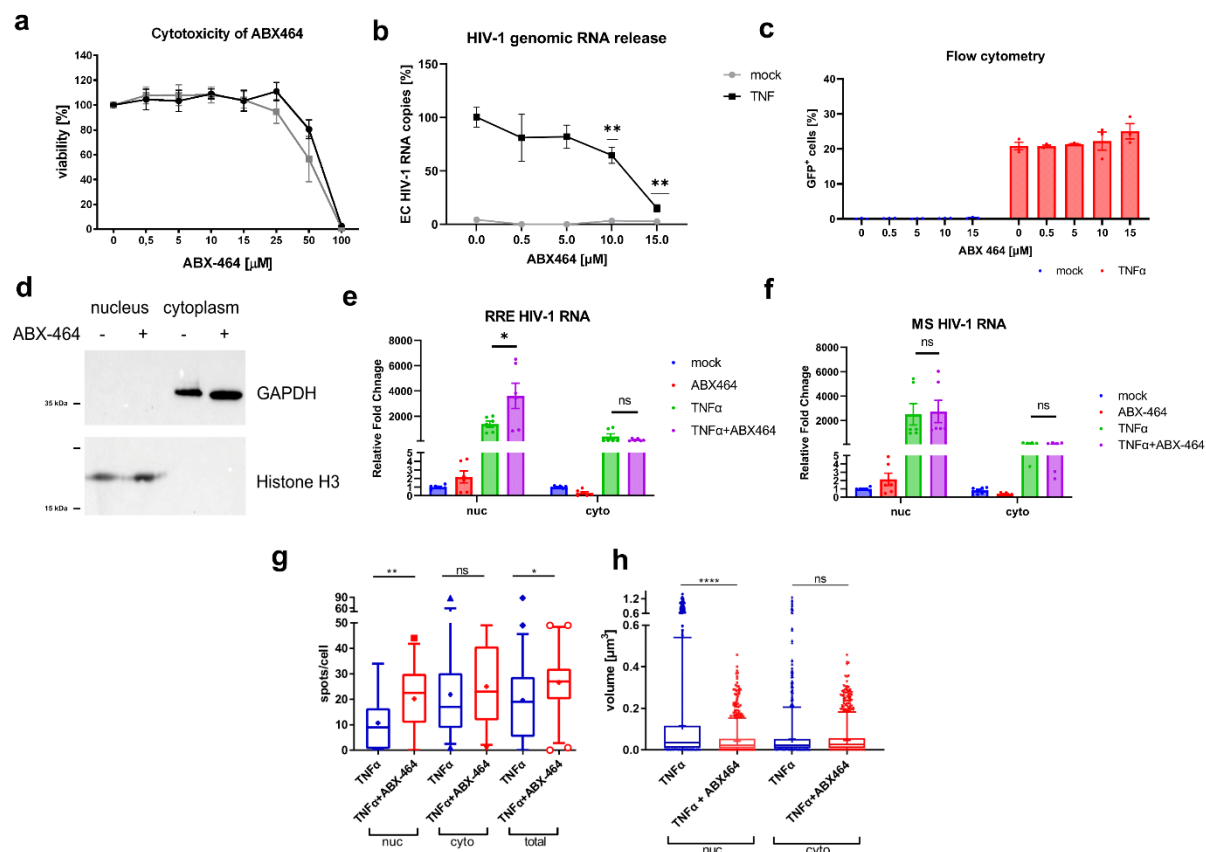 a
Cytotoxicity of ABX464
viability [%]
140
120
100
80
60
40
20
0
0 0,5 5 10 15 25 50 100
ABX-464 [µM]
b
HIV-1 genomic RNA release
EC HIV-1 RNA copies [%]
150
100
50
0
**
**
0.0 0.5 5.0 10.0 15.0
ABX464 [µM]
mock
TNF
c
Flow cytometry
GFP+ cells [%]
40
30
20
10
0
0 0.5 5 10 15 0 0.5 5 10 15
ABX 464 [µM]
mock TNFα
d
nucleus cytoplasm
ABX-464 - + - +
35 kDa
GAPDH
Histone H3
15 kDa
e
RRE HIV-1 RNA
Relative Fold Chnage
8000
6000
4000
2000
5
4
3
2
1
0
*
ns
nuc cyto
mock
ABX464
TNFα
TNFα+ABX464
f
MS HIV-1 RNA
Relative Fold Change
8000
6000
4000
2000
5
4
3
2
1
0
ns
ns
nuc cyto
mock
ABX-464
TNFα
TNFα+ABX-464
g
spots/cell
90
60
50
40
30
20
10
0
** ns *
TNFα TNFα+ABX-464 TNFα TNFα+ABX-464 TNFα TNFα+ABX-464
nuc cyto total
h
volume [µm³]
1.2
0.6
0.6
0.4
0.2
0.0
**** ns
TNFα TNFα + ABX464 TNFα TNFα+ABX464
nuc cyto